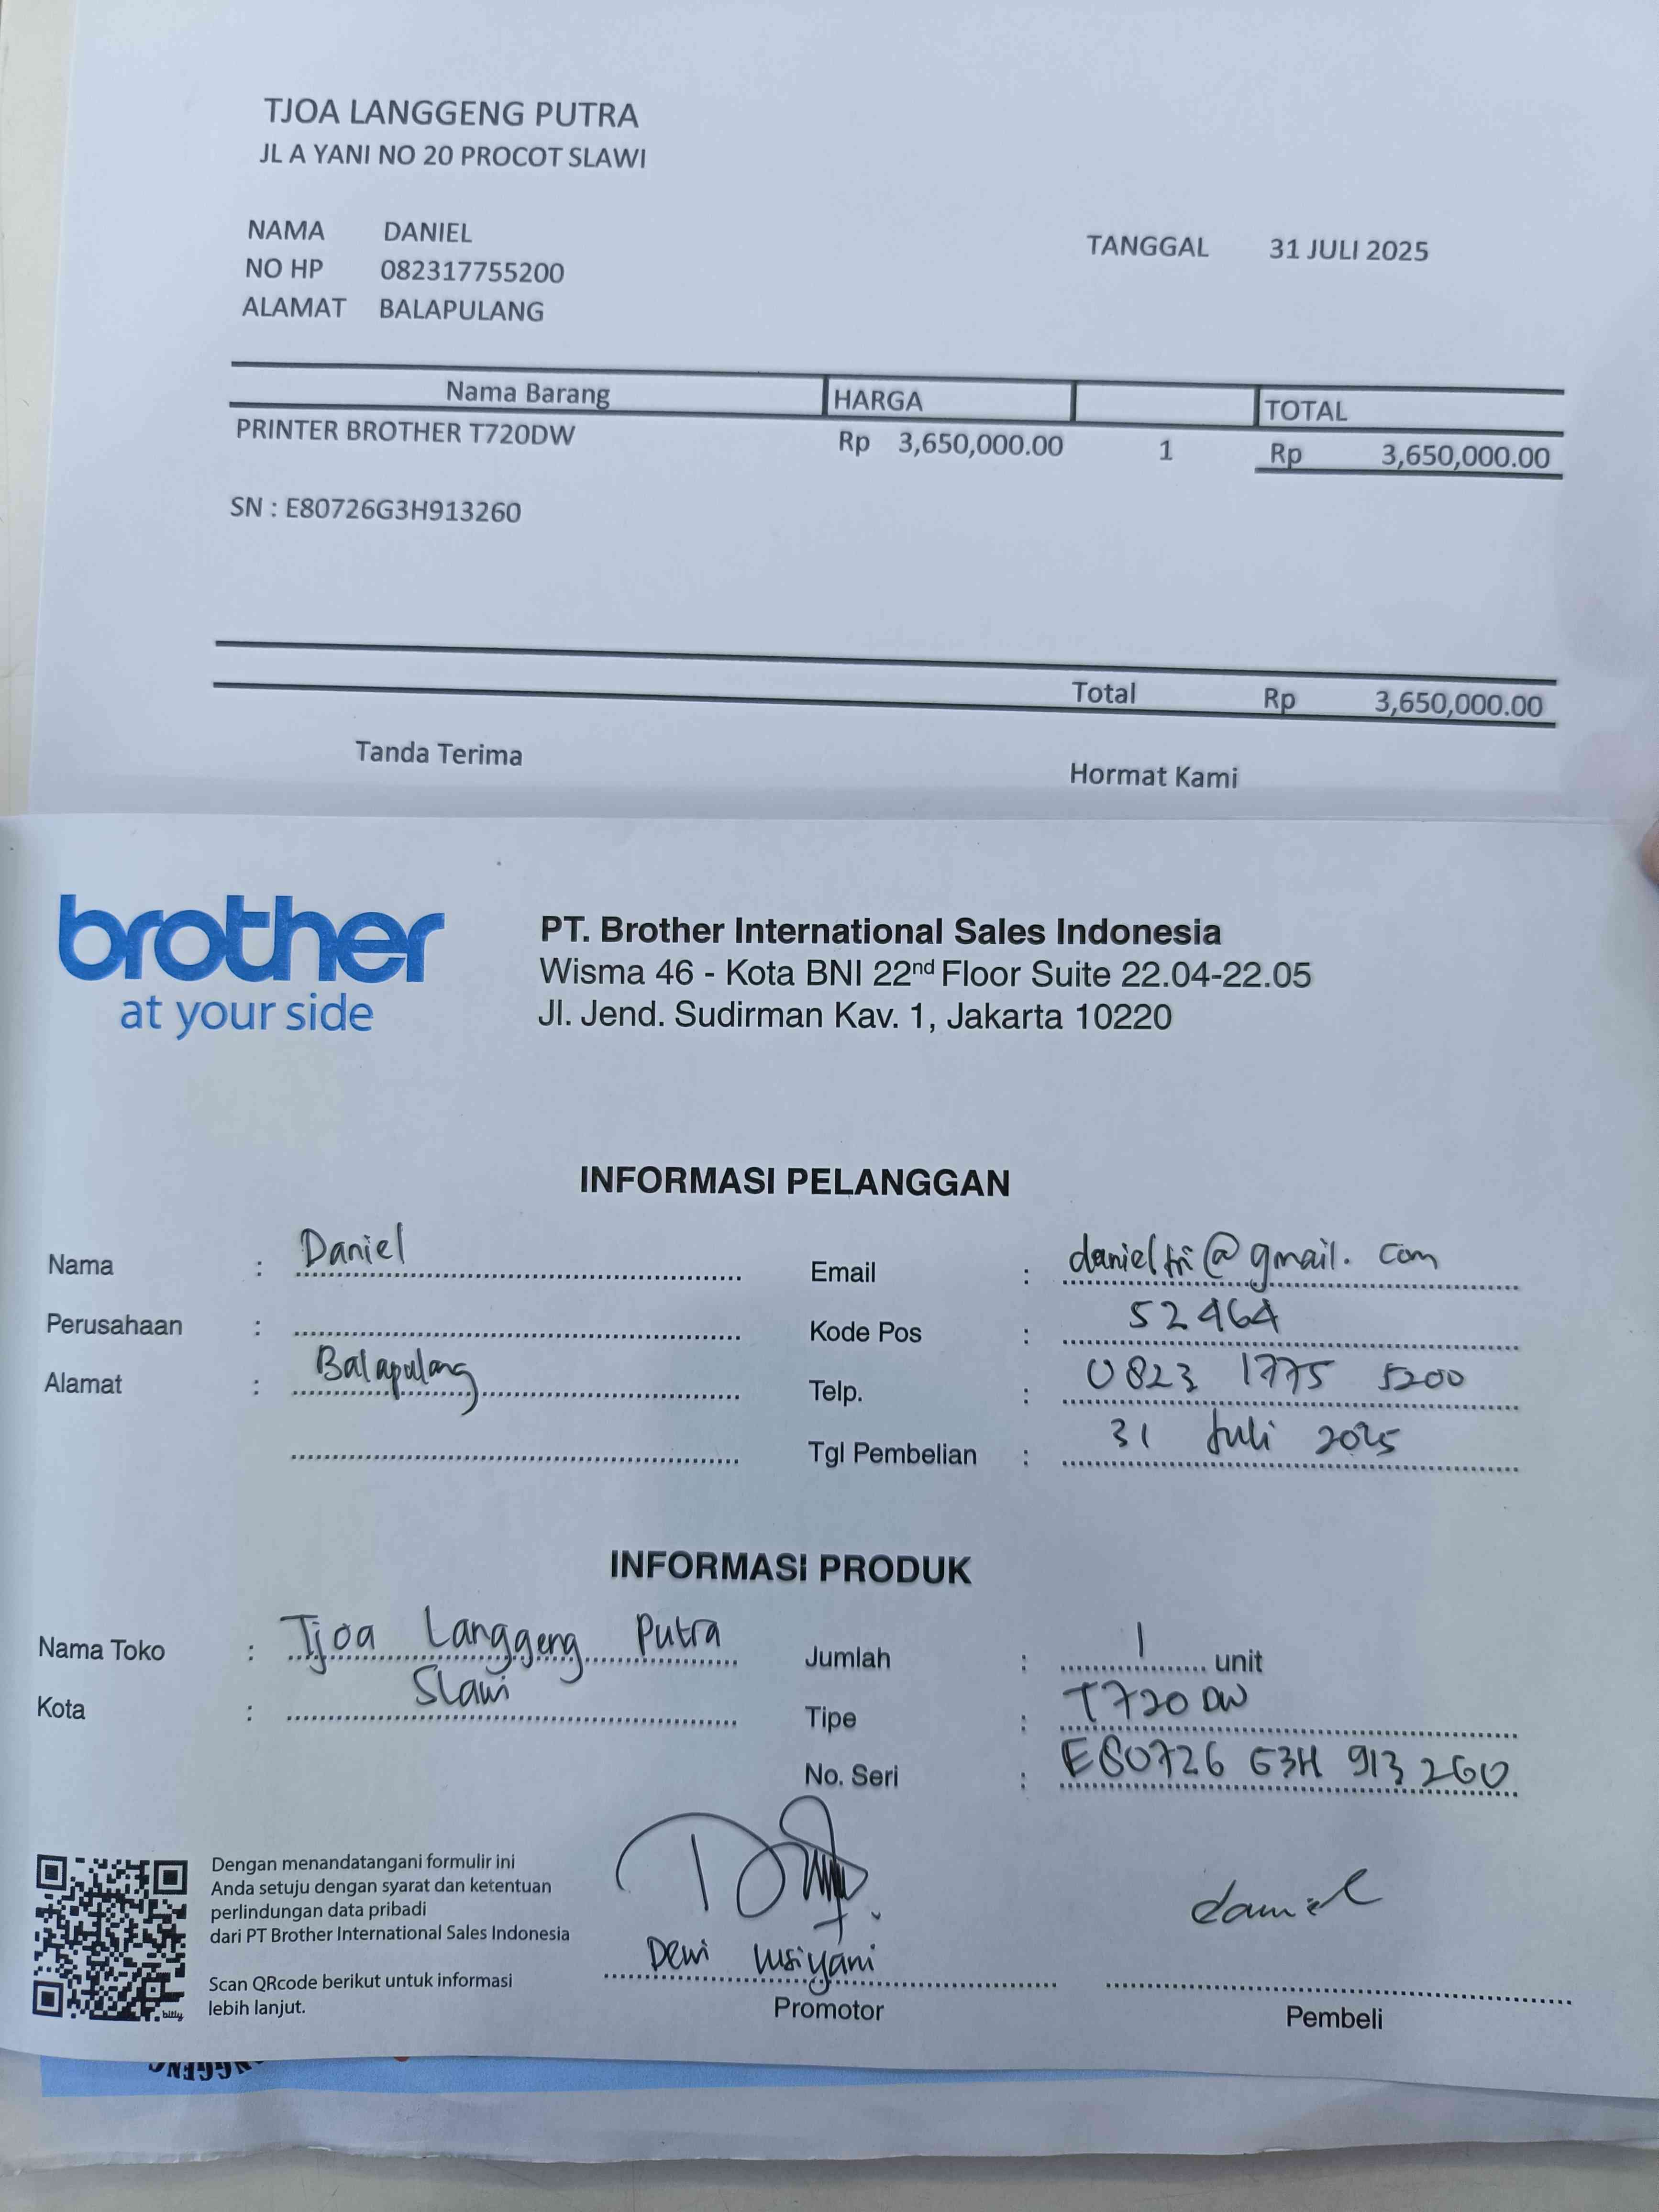 TJOA LANGGENG PUTRA
JL A YANI NO 20 PROCOT SLAWI
NAMA DANIEL
TANGGAL 31 JULI 2025
NO HP 082317755200
ALAMAT BALAPULANG
Nama Barang HARGA TOTAL
PRINTER BROTHER T720DW Rp 3,650,000.00 1 Rp 3,650,000.00
SN : E80726G3H913260
Total Rp 3,650,000.00
Tanda Terima Hormat Kami
brother
at your side
PT. Brother International Sales Indonesia
Wisma 46 - Kota BNI 22nd Floor Suite 22.04-22.05
Jl. Jend. Sudirman Kav. 1, Jakarta 10220
INFORMASI PELANGGAN
Nama : Daniel
Email : danieltri@gmail.com
Perusahaan :
Kode Pos : 52464
Alamat : Balapulang
Telp. : 0823 1775 5200
Tgl Pembelian : 31 Juli 2025
INFORMASI PRODUK
Nama Toko : Tjoa Langgeng Putra
Jumlah : 1 unit
Kota : Slawi
Tipe : T720DW
No. Seri : E80726 G3H 913 260
Dengan menandatangani formulir ini
Anda setuju dengan syarat dan ketentuan
perlindungan data pribadi
dari PT Brother International Sales Indonesia
Scan QRcode berikut untuk informasi
lebih lanjut.
bitly
Dewi Lusiyani
Promotor
daniel
Pembeli